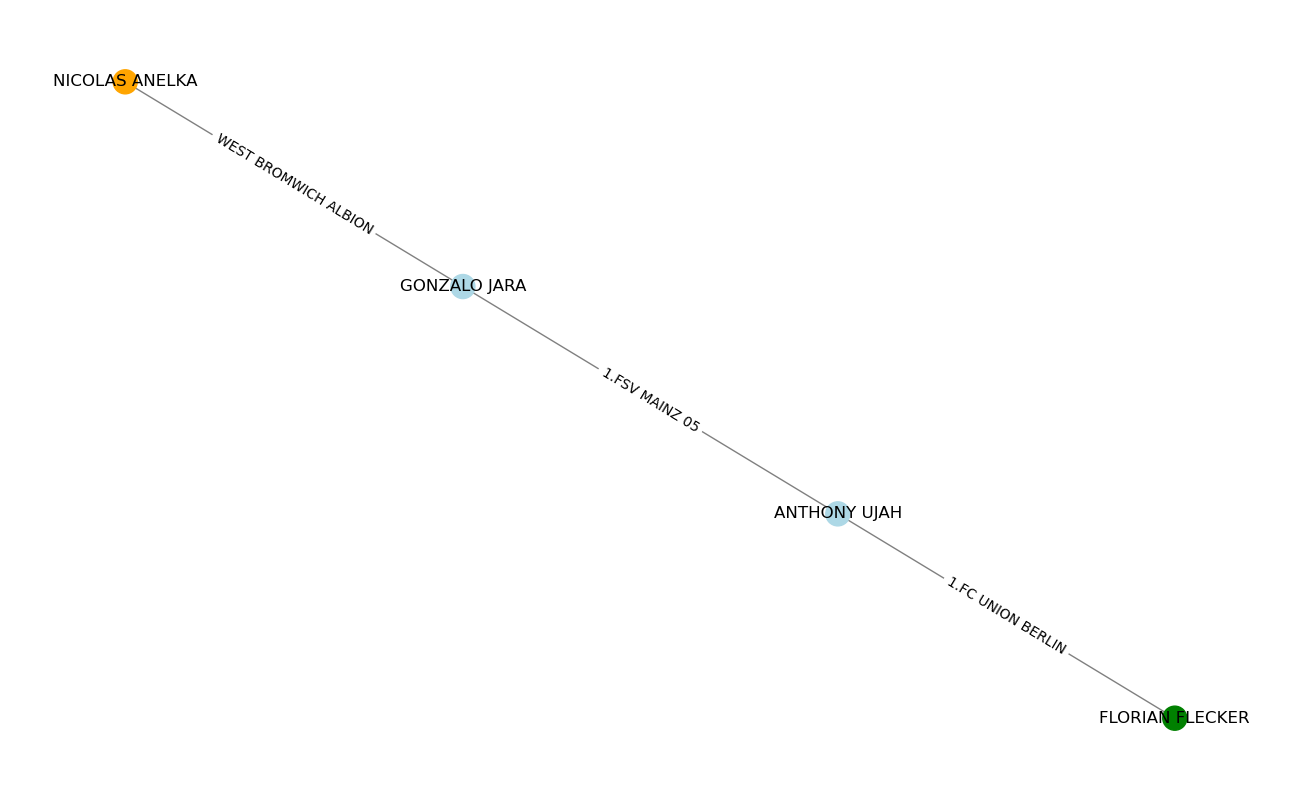 NICOLAS ANELKA
WEST BROMWICH ALBION
GONZALO JARA
1.FSV MAINZ 05
ANTHONY UJAH
1.FC UNION BERLIN
FLORIAN FLECKER